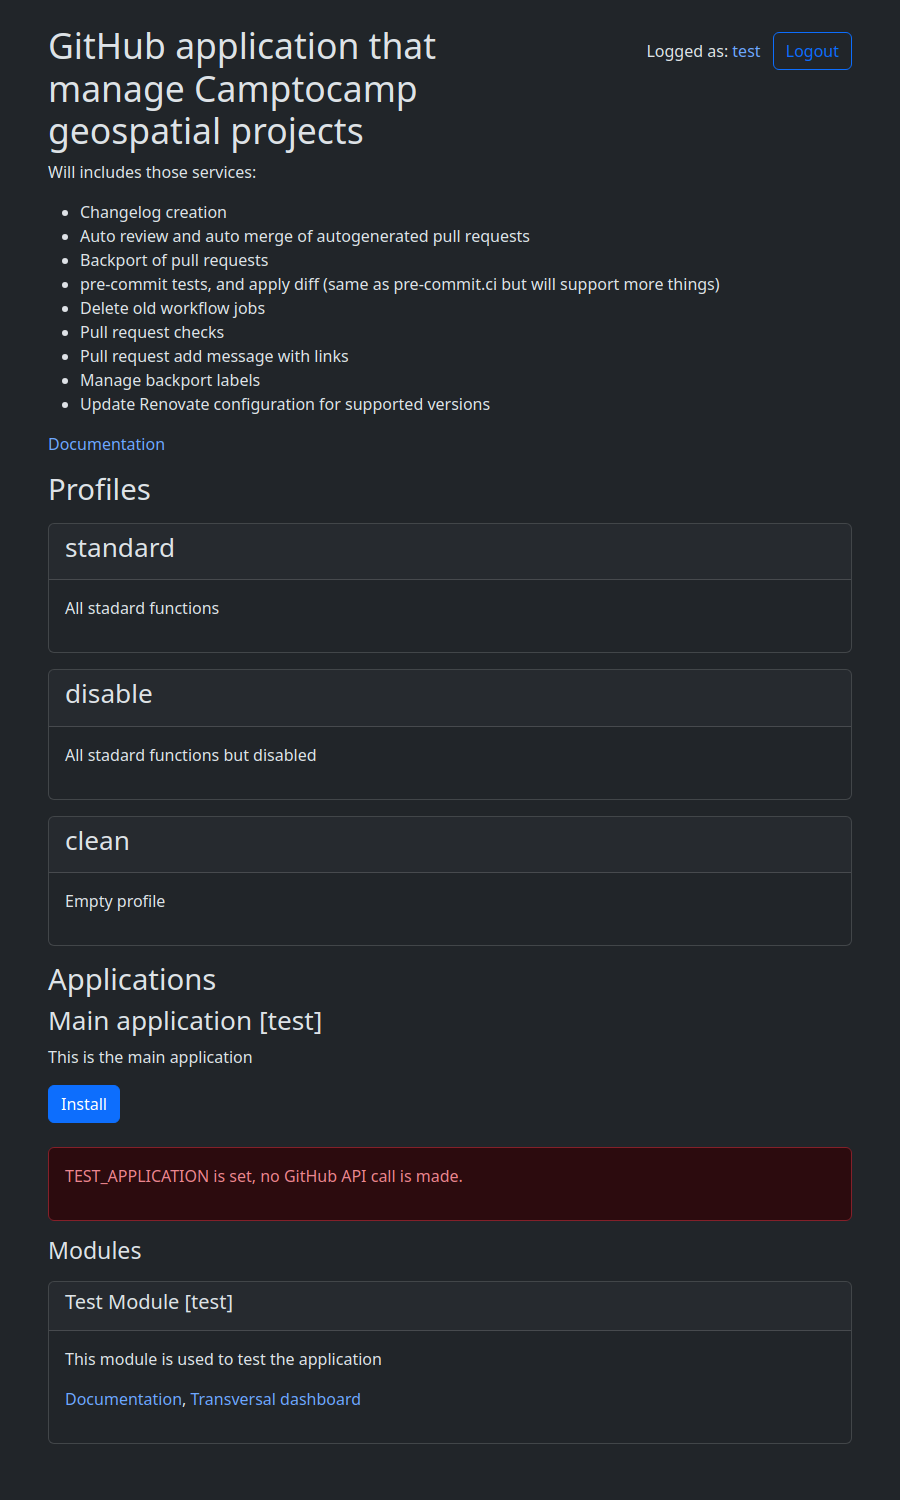 GitHub application that
manage Camptocamp
geospatial projects
Logged as: test
Logout
Will includes those services:
Changelog creation
Auto review and auto merge of autogenerated pull requests
Backport of pull requests
pre-commit tests, and apply diff (same as pre-commit.ci but will support more things)
Delete old workflow jobs
Pull request checks
Pull request add message with links
Manage backport labels
Update Renovate configuration for supported versions
Documentation
Profiles
standard
All stadard functions
disable
All stadard functions but disabled
clean
Empty profile
Applications
Main application [test]
This is the main application
Install
TEST_APPLICATION is set, no GitHub API call is made.
Modules
Test Module [test]
This module is used to test the application
Documentation, Transversal dashboard